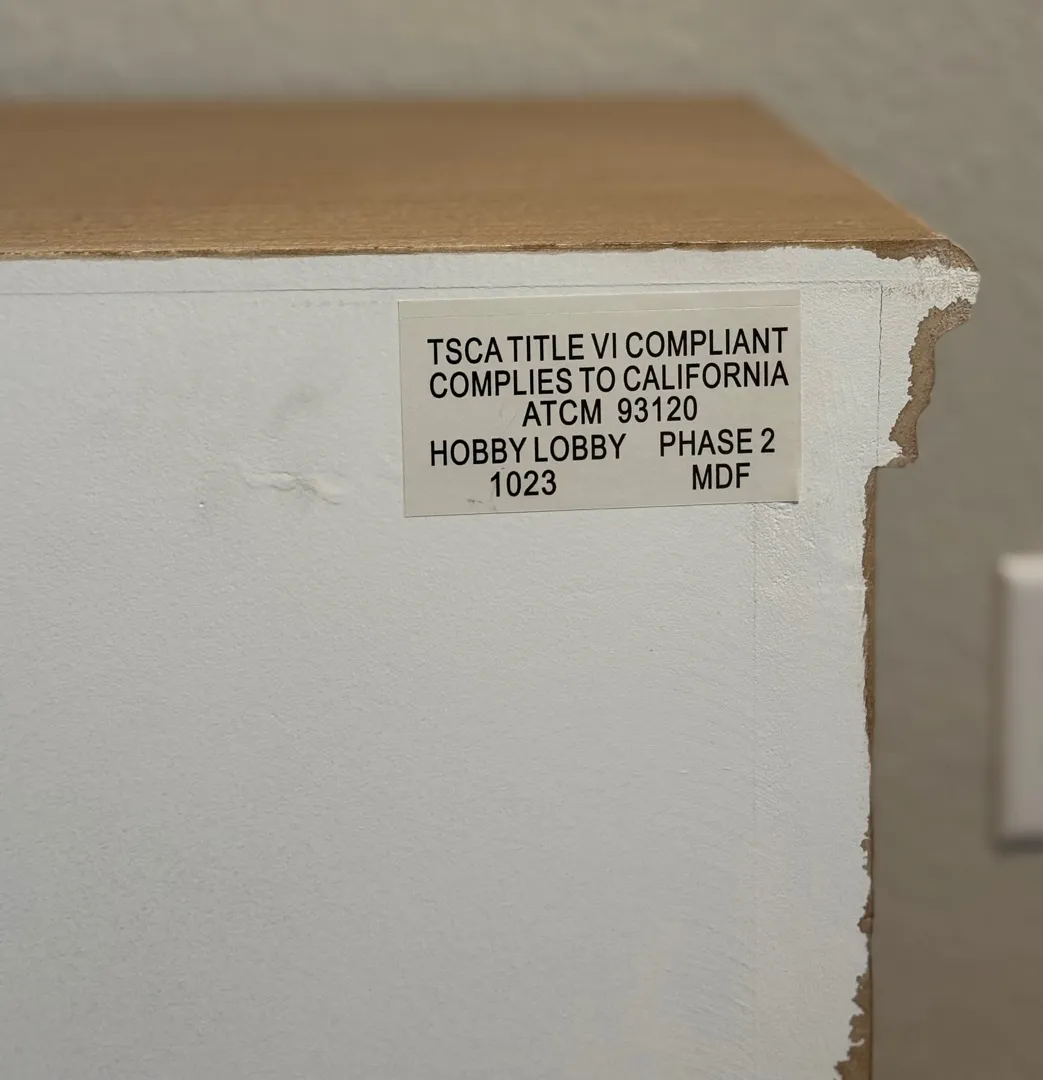 TSCA TITLE VI COMPLIANT
COMPLIES TO CALIFORNIA
ATCM 93120
HOBBY LOBBY PHASE 2
1023 MDF